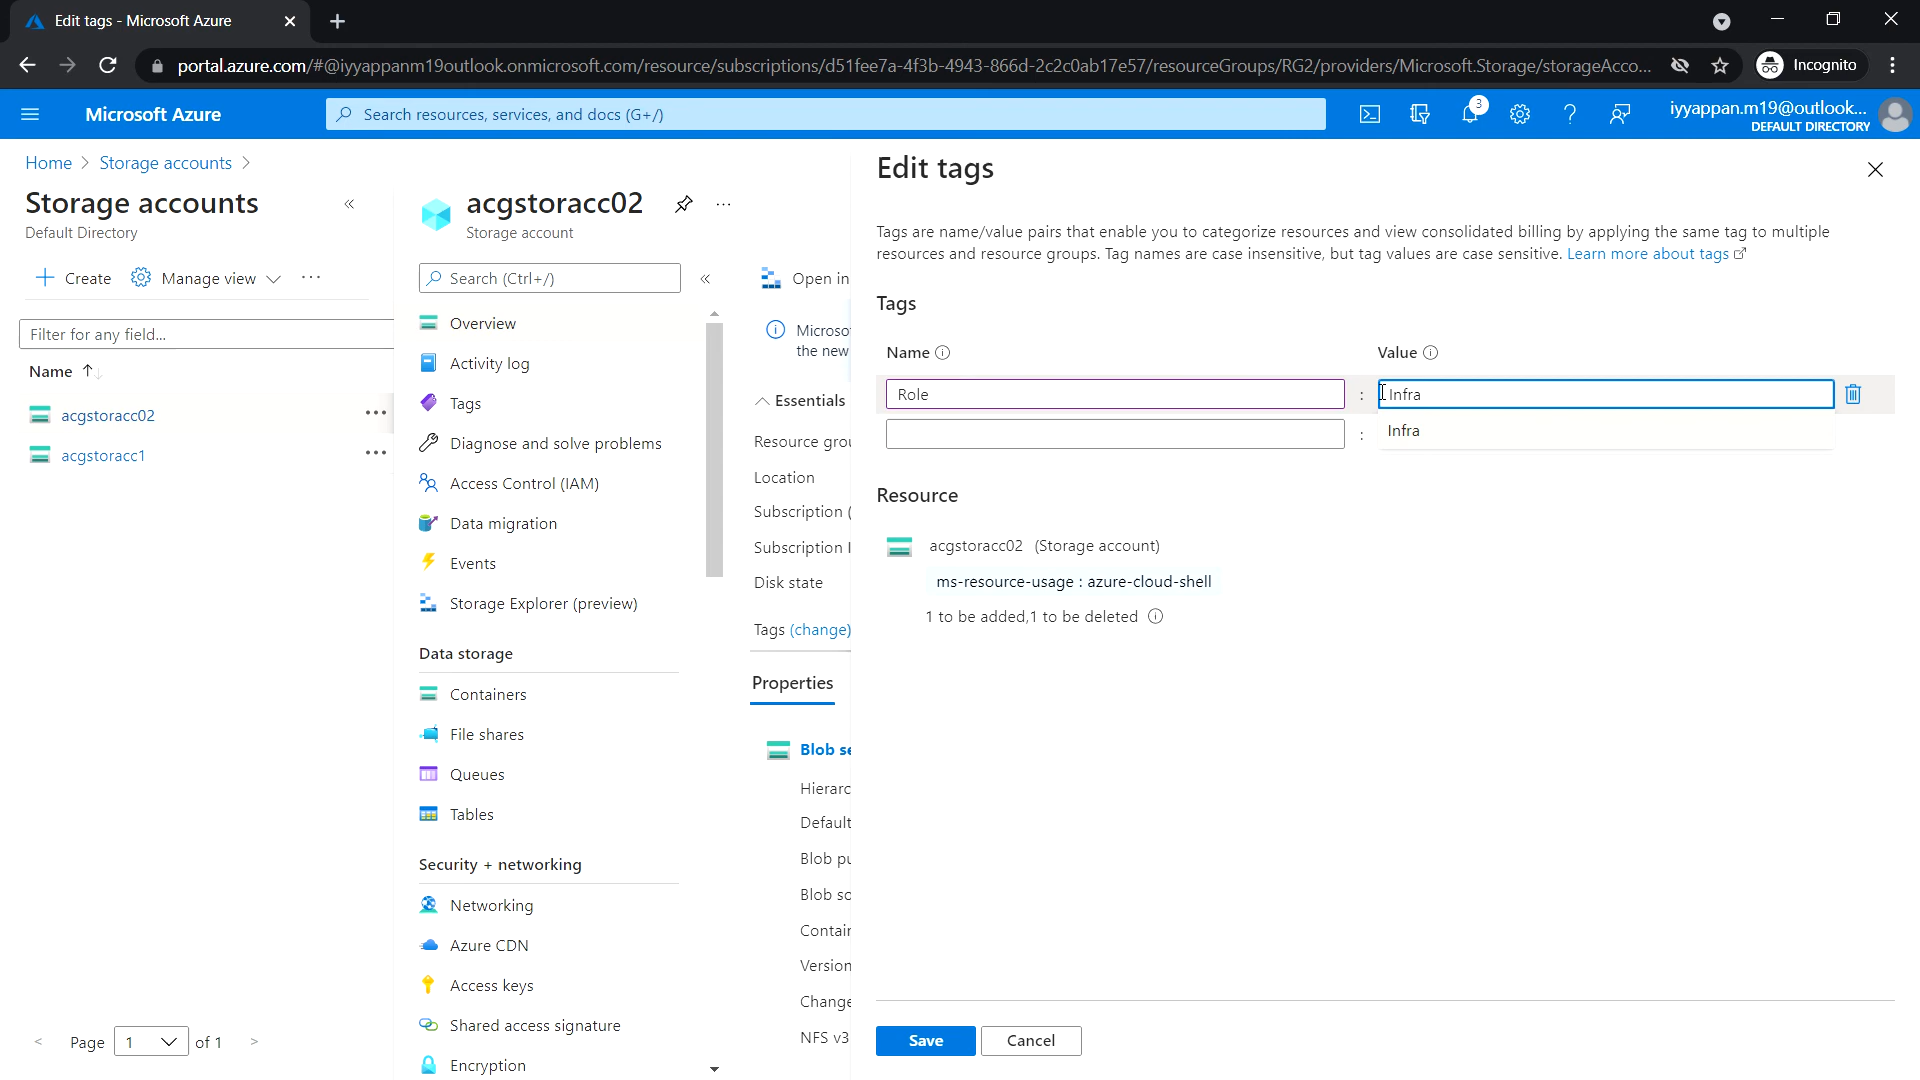 Edit tags - Microsoft Azure
portal.azure.com/#@iyyappanm19outlook.onmicrosoft.com/resource/subscriptions/d51fee7a-4f3b-4943-866d-2c2c0ab17e57/resourceGroups/RG2/providers/Microsoft.Storage/storageAcco...
Incognito
Microsoft Azure
Search resources, services, and docs (G+/)
3
iyyappan.m19@outlook...
DEFAULT DIRECTORY
Home > Storage accounts >
Storage accounts
Default Directory
Create
Manage view
Filter for any field...
Name
acgstoracc02
acgstoracc1
Page 1 of 1
acgstoracc02
Storage account
Search (Ctrl+/)
Overview
Activity log
Tags
Diagnose and solve problems
Access Control (IAM)
Data migration
Events
Storage Explorer (preview)
Data storage
Containers
File shares
Queues
Tables
Security + networking
Networking
Azure CDN
Access keys
Shared access signature
Encryption
Open in
Microso
the new
Essentials
Resource grou
Location
Subscription (
Subscription I
Disk state
Tags (change)
Properties
Blob se
Hierarc
Default
Blob pu
Blob so
Contain
Version
Change
NFS v3
Edit tags
Tags are name/value pairs that enable you to categorize resources and view consolidated billing by applying the same tag to multiple
resources and resource groups. Tag names are case insensitive, but tag values are case sensitive. Learn more about tags
Tags
Name
Value
Role : Infra
:
Infra
Resource
acgstoracc02 (Storage account)
ms-resource-usage : azure-cloud-shell
1 to be added,1 to be deleted
Save
Cancel